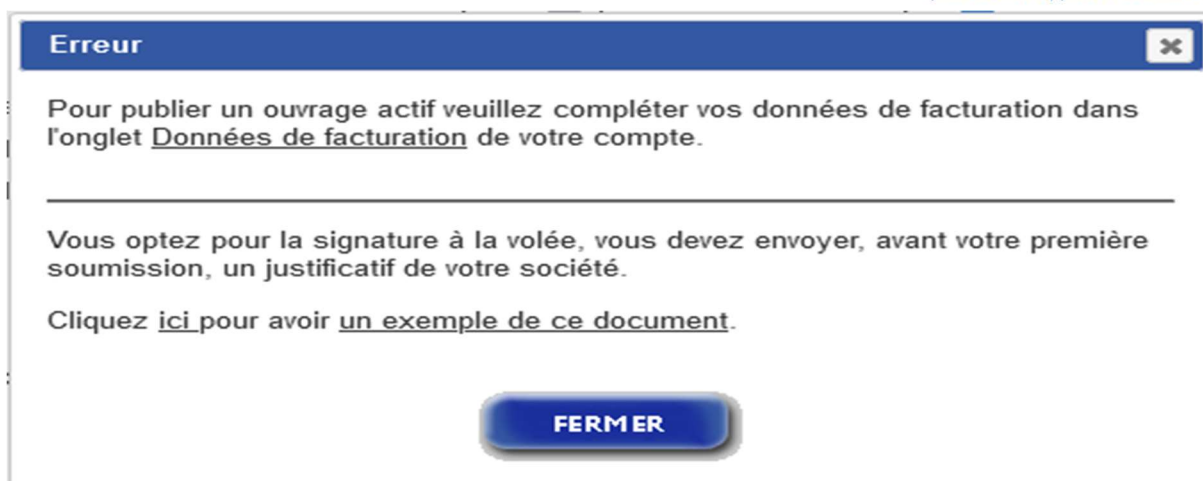 Erreur
Pour publier un ouvrage actif veuillez compléter vos données de facturation dans
l'onglet Données de facturation de votre compte.
Vous optez pour la signature à la volée, vous devez envoyer, avant votre première
soumission, un justificatif de votre société.
Cliquez ici pour avoir un exemple de ce document.
FERMER